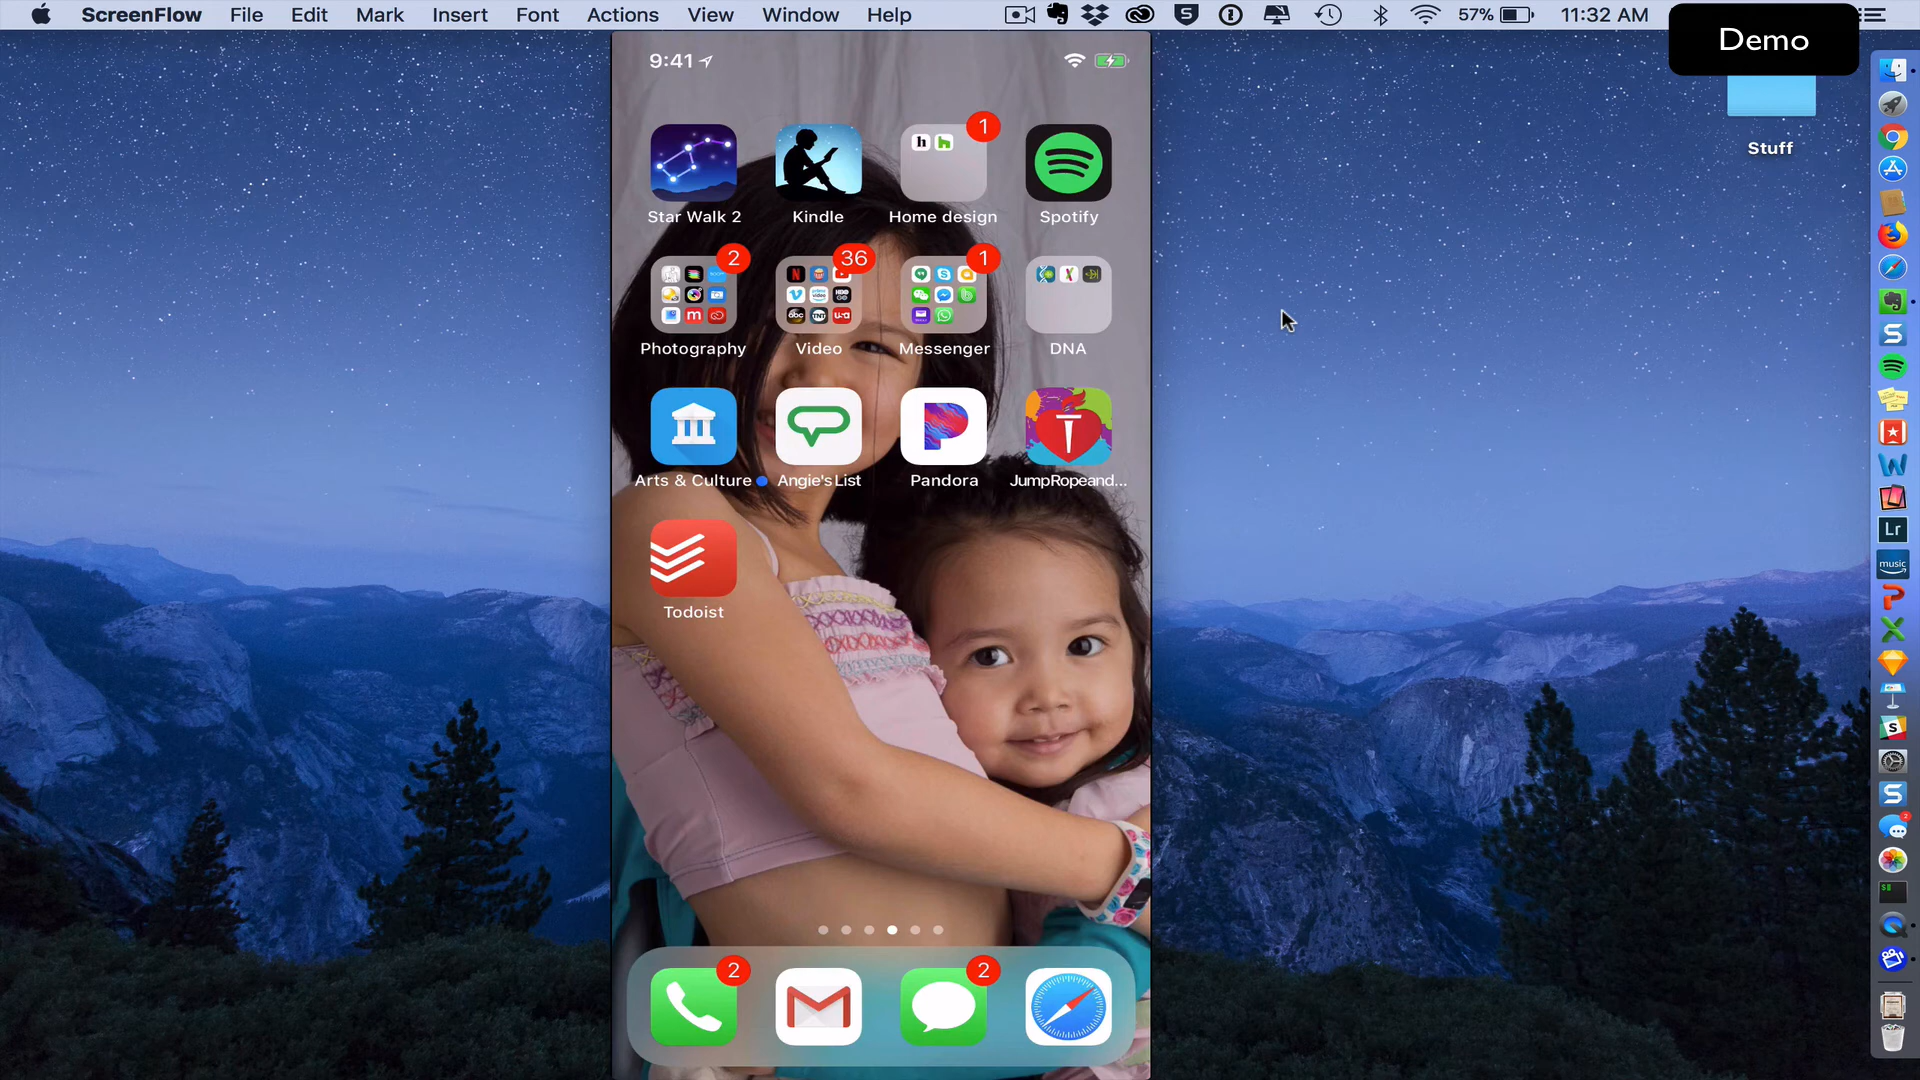 ScreenFlow File Edit Mark Insert Font Actions View Window Help 57% 11:32 AM
Demo
Stuff
9:41
1
Star Walk 2 Kindle Home design Spotify
2 36 1
Photography Video Messenger DNA
Arts & Culture Angie's List Pandora JumpRopeand...
Todoist
2 2
Lr
music
2